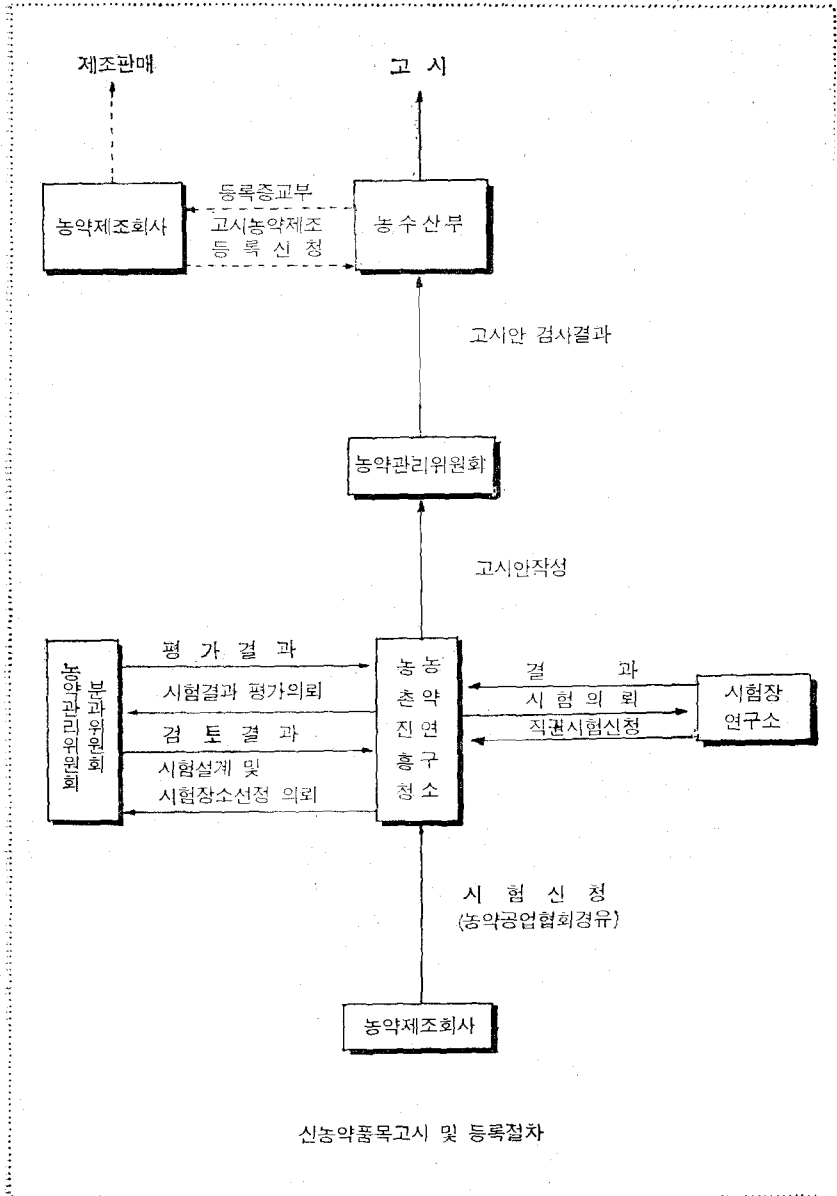 제조판매
고 시
등록증교부
농약제조회사
고시농약제조
등 록 신 청
농수산부
고시안 검사결과
농약관리위원회
고시안작성
농약관리위원회
분과위원회
평 가 결 과
시험결과 평가의뢰
검 토 결 과
시험설계 및
시험장소선정 의뢰
농촌진흥청
농약연구소
결 과
시 험 의 뢰
직권시험신청
시험장
연구소
시 험 신 청
(농약공업협회경유)
농약제조회사
신농약품목고시 및 등록절차